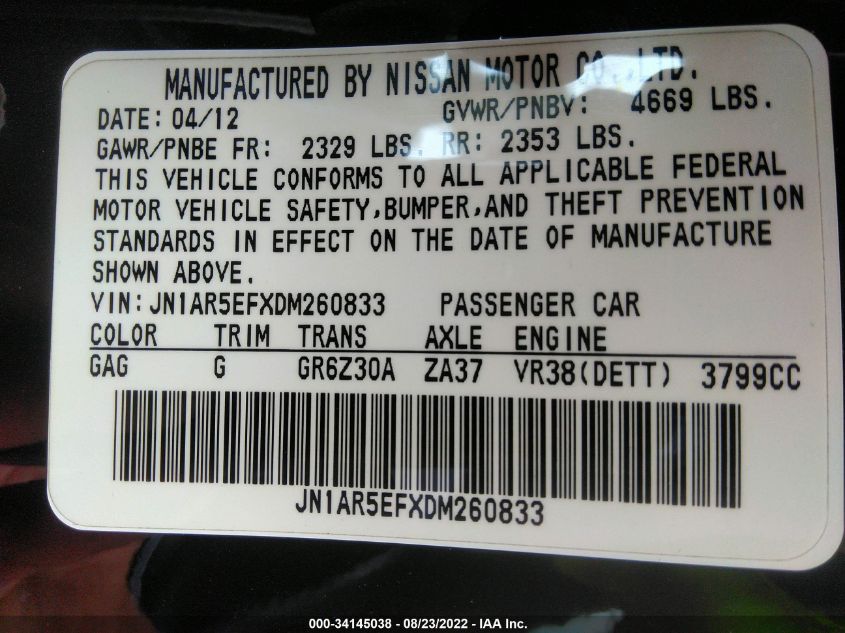 MANUFACTURED BY NISSAN MOTOR CO.,LTD.
DATE: 04/12 GVWR/PNBV: 4669 LBS.
GAWR/PNBE FR: 2329 LBS. RR: 2353 LBS.
THIS VEHICLE CONFORMS TO ALL APPLICABLE FEDERAL
MOTOR VEHICLE SAFETY,BUMPER,AND THEFT PREVENTION
STANDARDS IN EFFECT ON THE DATE OF MANUFACTURE
SHOWN ABOVE.
VIN:JN1AR5EFXDM260833 PASSENGER CAR
COLOR TRIM TRANS AXLE ENGINE
GAG G GR6Z30A ZA37 VR38(DETT) 3799CC
JN1AR5EFXDM260833
000-34145038 - 08/23/2022 - IAA Inc.